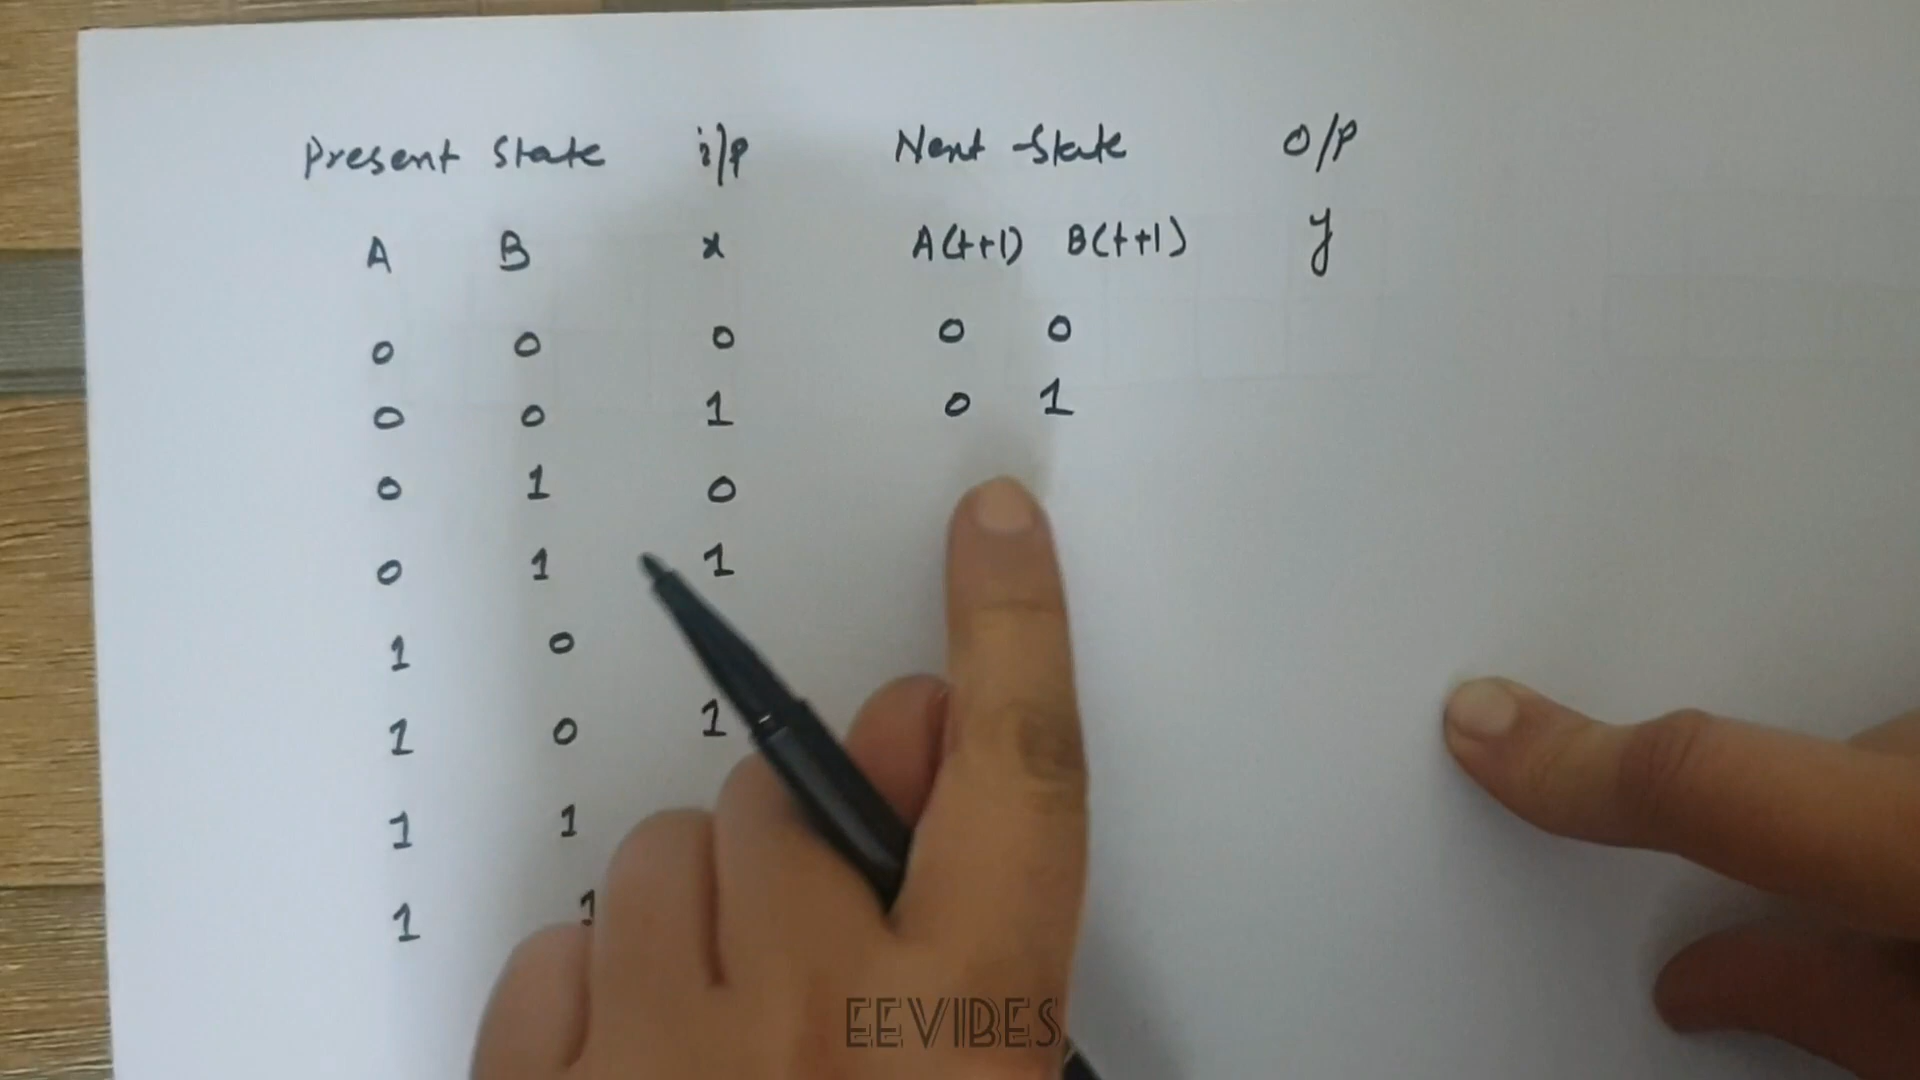 Present State i/p Next State O/P
A B x A(t+1) B(t+1) y
0 0 0 0 0
0 0 1 0 1
0 1 0
0 1 1
1 0
1 0 1
1 1
1 1
EEVIBES